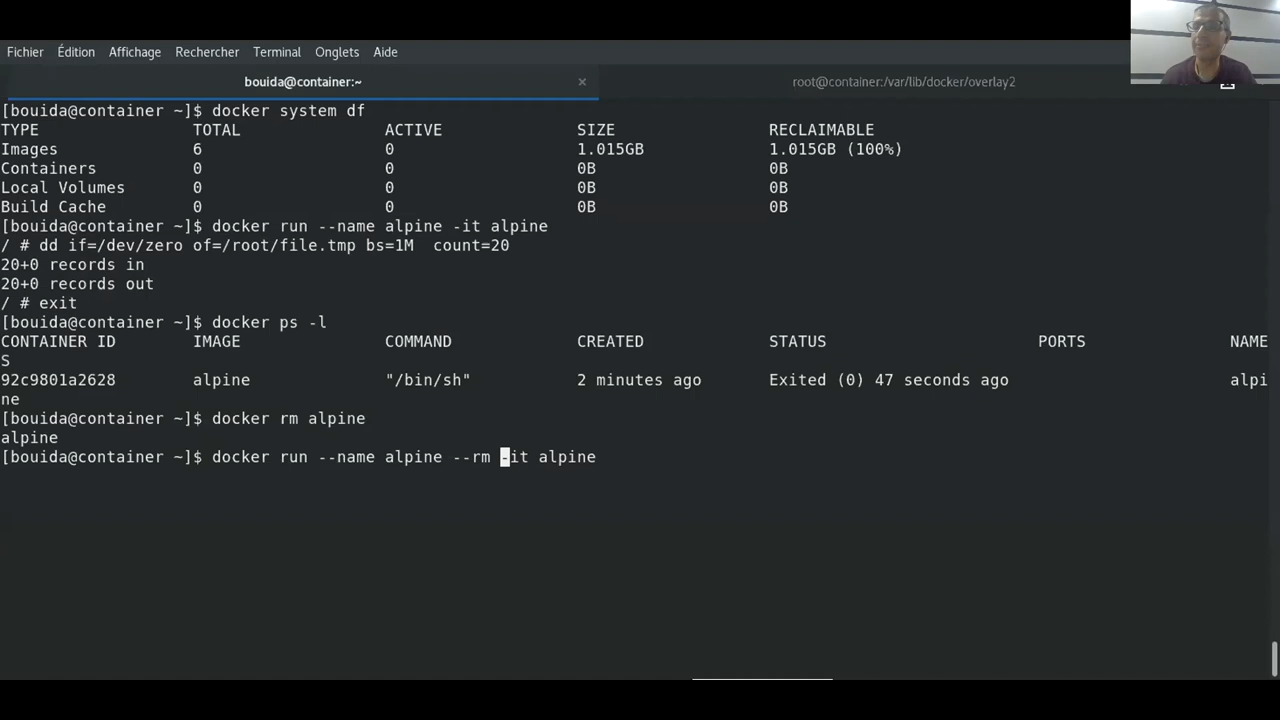 Fichier Édition Affichage Rechercher Terminal Onglets Aide
bouida@container:~ × root@container:/var/lib/docker/overlay2
[bouida@container ~]$ docker system df
TYPE TOTAL ACTIVE SIZE RECLAIMABLE
Images 6 0 1.015GB 1.015GB (100%)
Containers 0 0 0B 0B
Local Volumes 0 0 0B 0B
Build Cache 0 0 0B 0B
[bouida@container ~]$ docker run --name alpine -it alpine
/ # dd if=/dev/zero of=/root/file.tmp bs=1M  count=20
20+0 records in
20+0 records out
/ # exit
[bouida@container ~]$ docker ps -l
CONTAINER ID IMAGE COMMAND CREATED STATUS PORTS NAME
S
92c9801a2628 alpine "/bin/sh" 2 minutes ago Exited (0) 47 seconds ago alpi
ne
[bouida@container ~]$ docker rm alpine
alpine
[bouida@container ~]$ docker run --name alpine --rm -it alpine